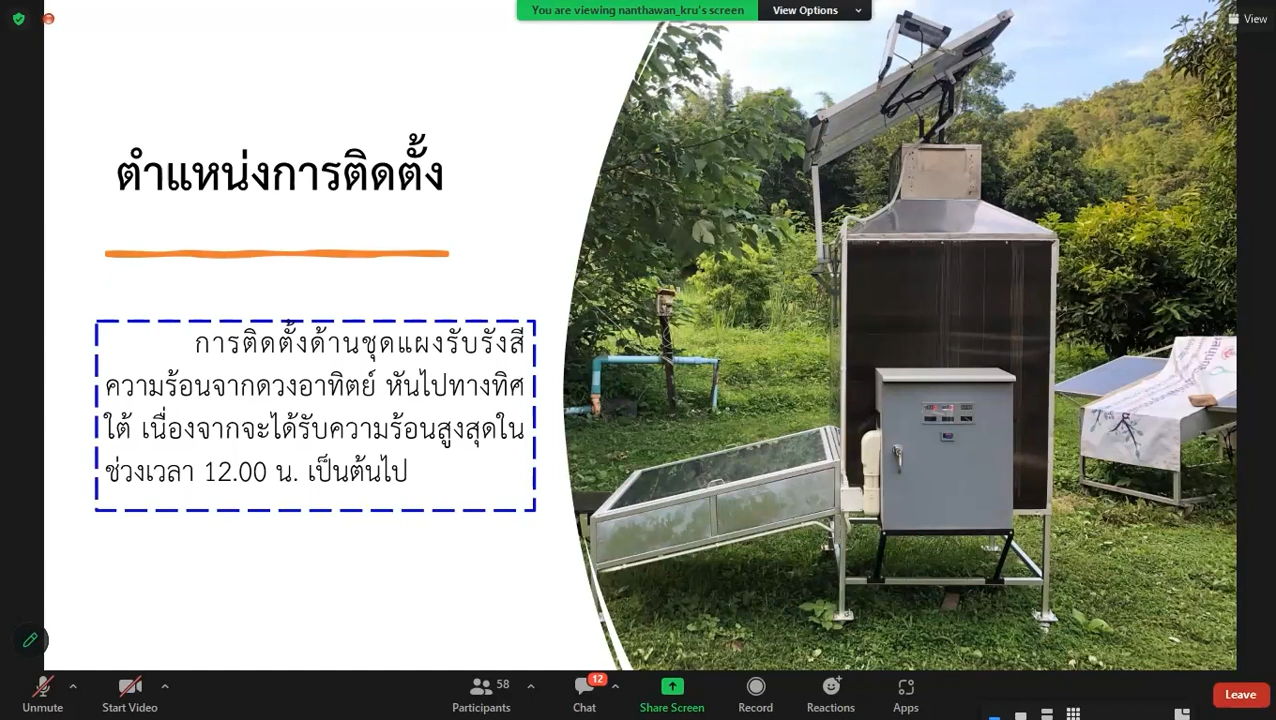 You are viewing nanthawan_kru's screen
View Options
View
ตำแหน่งการติดตั้ง
การติดตั้งด้านชุดแผงรับรังสี
ความร้อนจากดวงอาทิตย์ หันไปทางทิศ
ใต้ เนื่องจากจะได้รับความร้อนสูงสุดใน
ช่วงเวลา 12.00 น. เป็นต้นไป
58
12
Unmute
Start Video
Participants
Chat
Share Screen
Record
Reactions
Apps
Leave